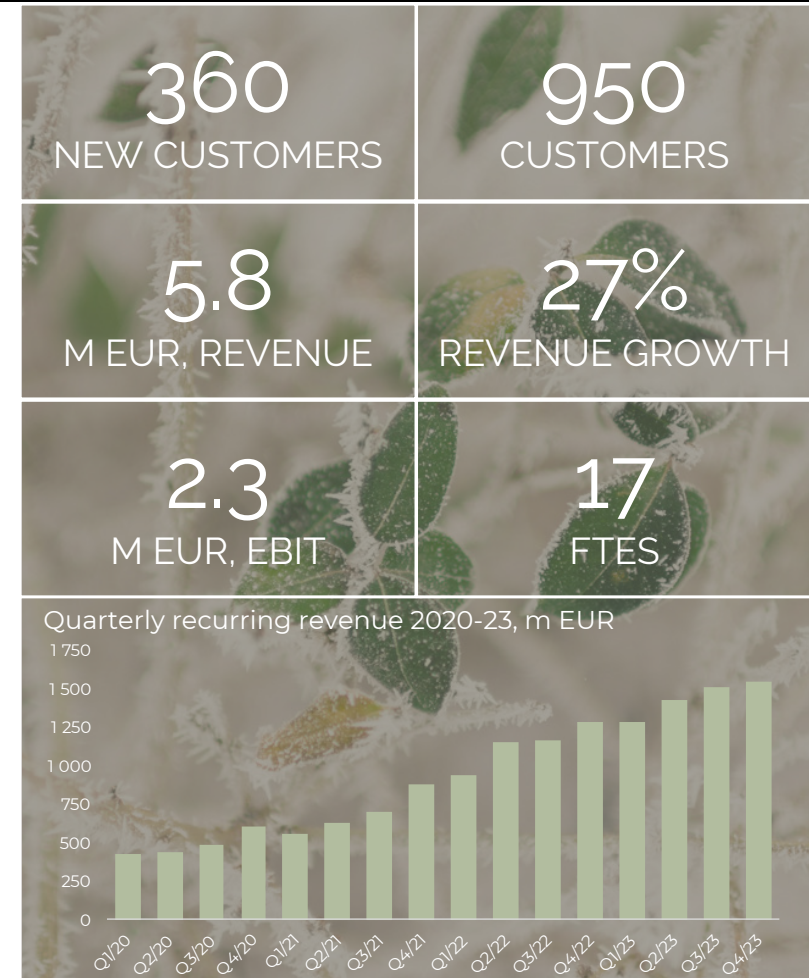 360
NEW CUSTOMERS
950
CUSTOMERS
5.8
M EUR, REVENUE
27%
REVENUE GROWTH
2.3
M EUR, EBIT
17
FTES
Quarterly recurring revenue 2020-23, m EUR
1 750
1 500
1 250
1 000
750
500
250
0
Q1/20 Q2/20 Q3/20 Q4/20 Q1/21 Q2/21 Q3/21 Q4/21 Q1/22 Q2/22 Q3/22 Q4/22 Q1/23 Q2/23 Q3/23 Q4/23